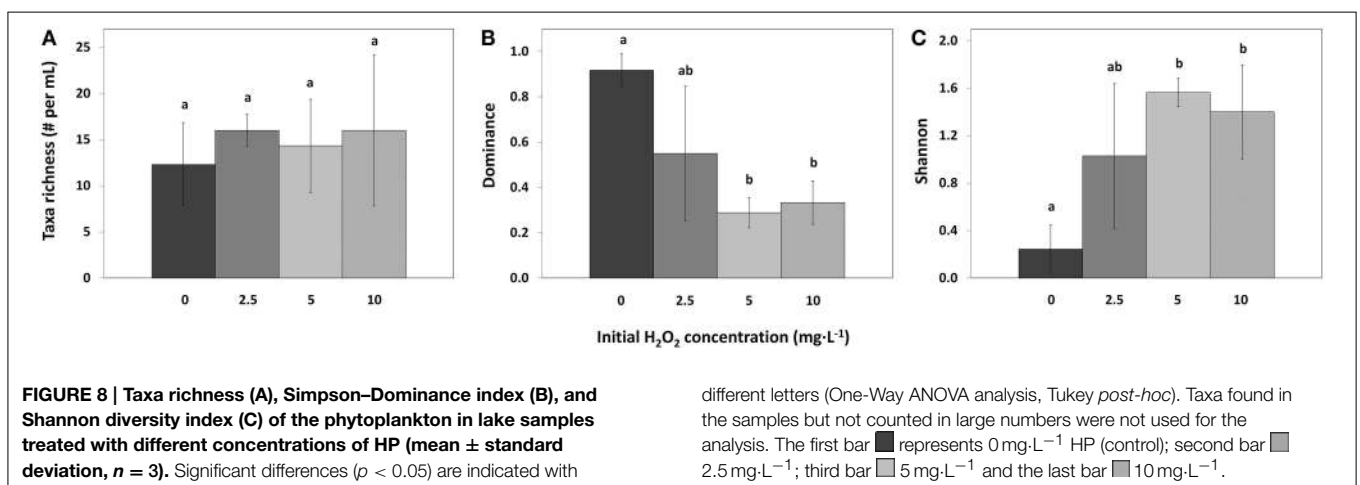 A
B
C
Taxa richness (# per mL)
25
20
15
10
5
0
a
a
a
a
0 2.5 5 10
Dominance
1.0
0.8
0.6
0.4
0.2
0.0
a
ab
b
b
0 2.5 5 10
Shannon
2.0
1.6
1.2
0.8
0.4
0.0
a
ab
b
b
0 2.5 5 10
Initial H₂O₂ concentration (mg·L⁻¹)
FIGURE 8 | Taxa richness (A), Simpson–Dominance index (B), and
Shannon diversity index (C) of the phytoplankton in lake samples
treated with different concentrations of HP (mean ± standard
deviation, n = 3). Significant differences (p < 0.05) are indicated with
different letters (One-Way ANOVA analysis, Tukey post-hoc). Taxa found in
the samples but not counted in large numbers were not used for the
analysis. The first bar represents 0 mg·L⁻¹ HP (control); second bar
2.5 mg·L⁻¹; third bar 5 mg·L⁻¹ and the last bar 10 mg·L⁻¹.